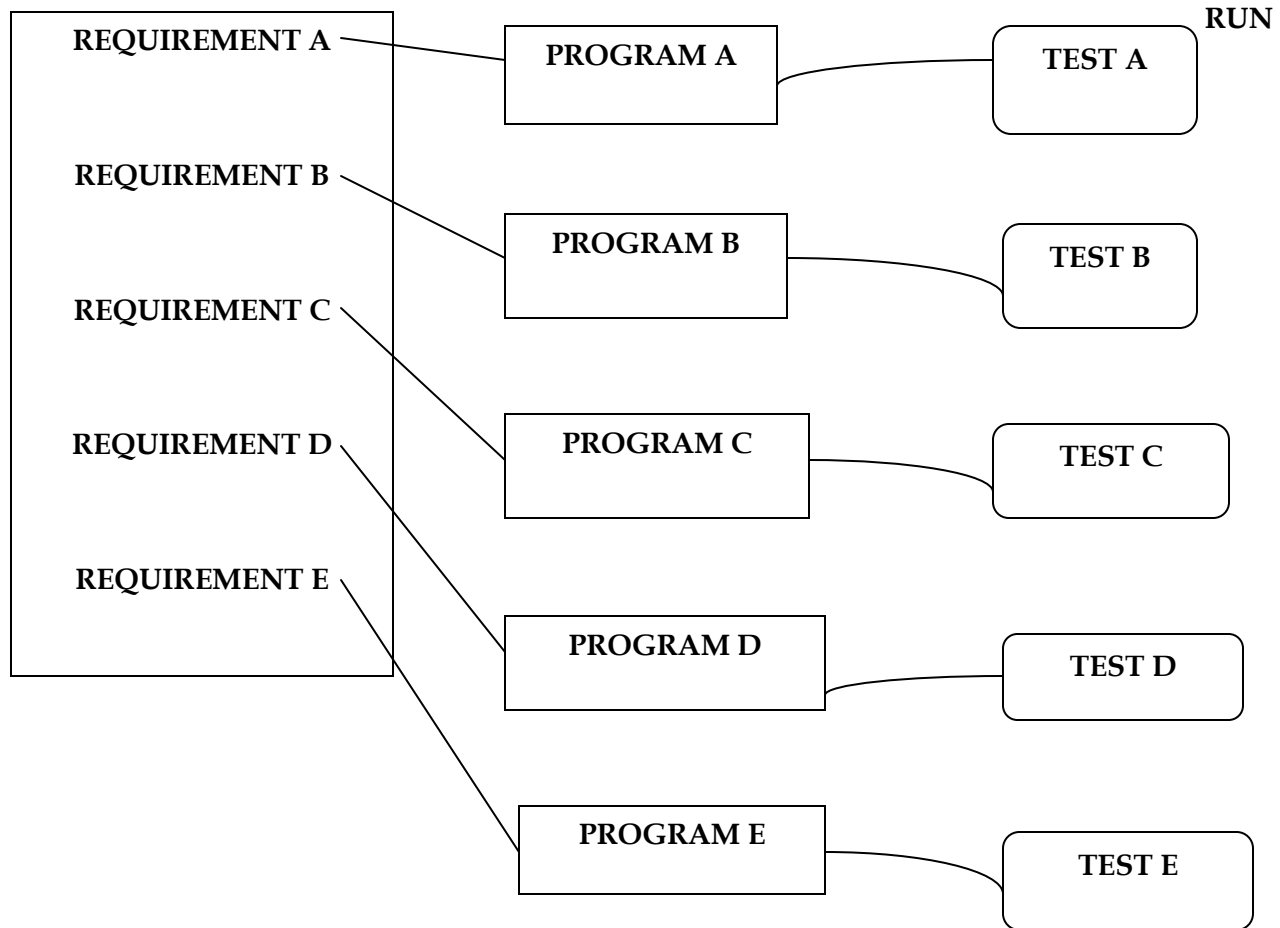 RUN
REQUIREMENT A
PROGRAM A
TEST A
REQUIREMENT B
PROGRAM B
TEST B
REQUIREMENT C
PROGRAM C
TEST C
REQUIREMENT D
PROGRAM D
TEST D
REQUIREMENT E
PROGRAM E
TEST E